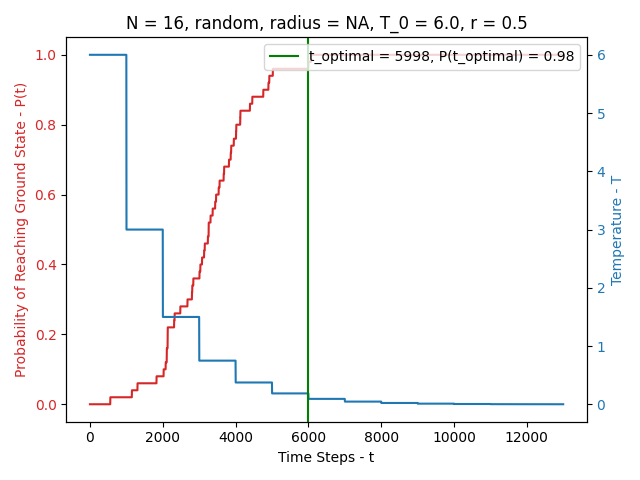 N = 16, random, radius = NA, T_0 = 6.0, r = 0.5
t_optimal = 5998, P(t_optimal) = 0.98
Probability of Reaching Ground State - P(t)
1.0
0.8
0.6
0.4
0.2
0.0
6
5
4
3
2
1
0
Temperature - T
0 2000 4000 6000 8000 10000 12000
Time Steps - t